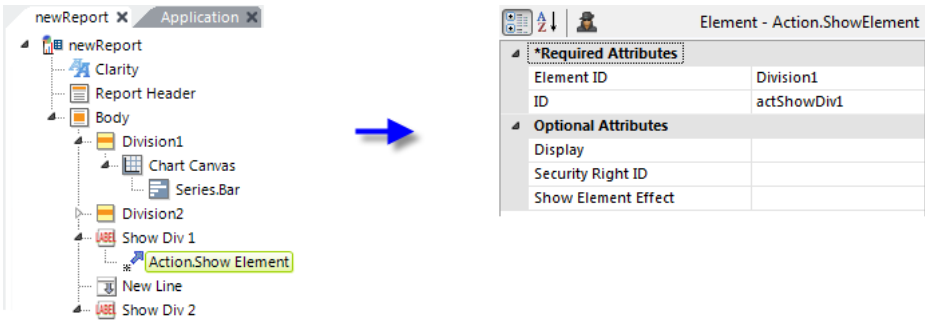 newReport Application
newReport
Clarity
Report Header
Body
Division1
Chart Canvas
Series.Bar
Division2
LABEL Show Div 1
Action.Show Element
New Line
LABEL Show Div 2
A Z Element - Action.ShowElement
*Required Attributes
Element ID Division1
ID actShowDiv1
Optional Attributes
Display
Security Right ID
Show Element Effect